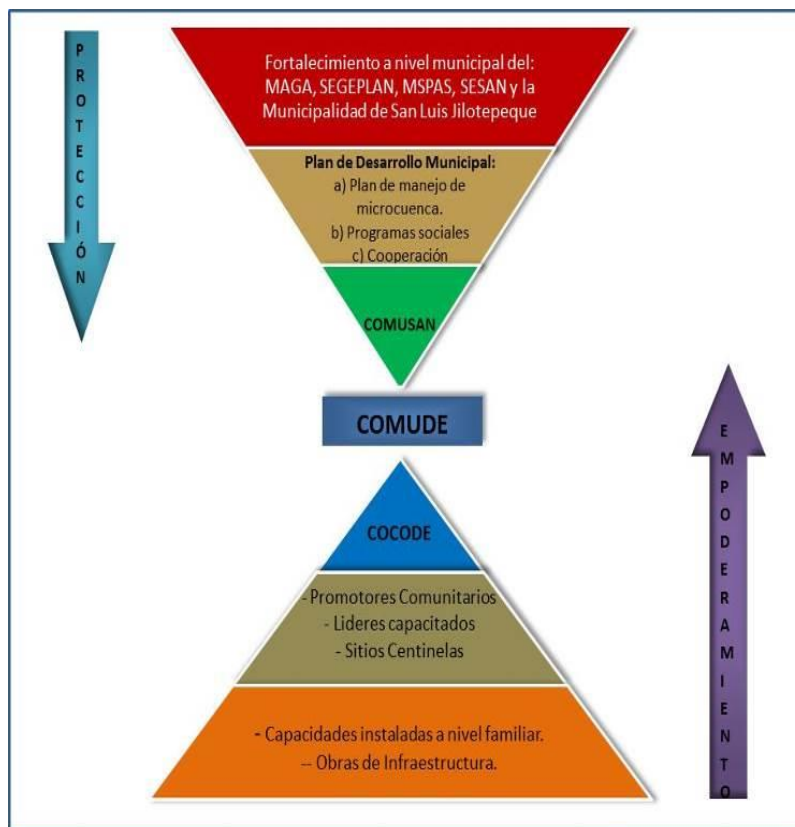 PROTECCIÓN
Fortalecimiento a nivel municipal del:
MAGA, SEGEPLAN, MSPAS, SESAN y la
Municipalidad de San Luis Jilotepeque
Plan de Desarrollo Municipal:
a) Plan de manejo de
microcuenca.
b) Programas sociales
c) Cooperación
COMUSAN
COMUDE
EMPODERAMIENTO
COCODE
- Promotores Comunitarios
- Lideres capacitados
- Sitios Centinelas
- Capacidades instaladas a nivel familiar.
-- Obras de Infraestructura.